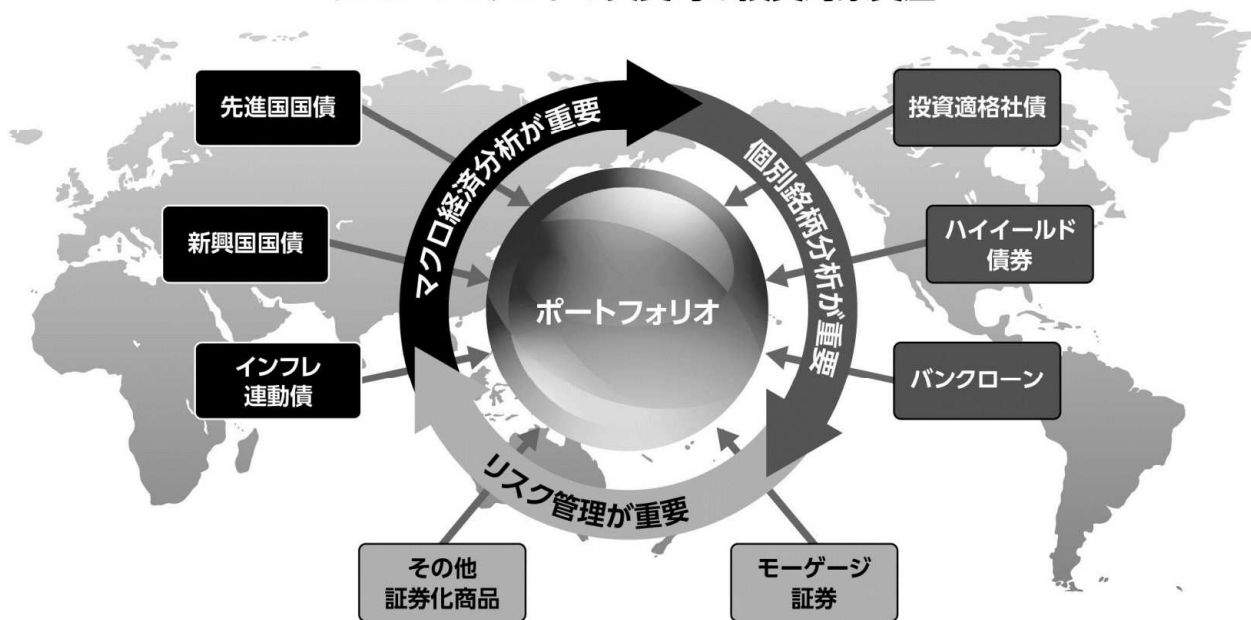 先進国国債
新興国国債
インフレ
連動債
マクロ経済分析が重要
ポートフォリオ
個別銘柄分析が重要
投資適格社債
ハイイールド
債券
バンクローン
リスク管理が重要
その他
証券化商品
モーゲージ
証券